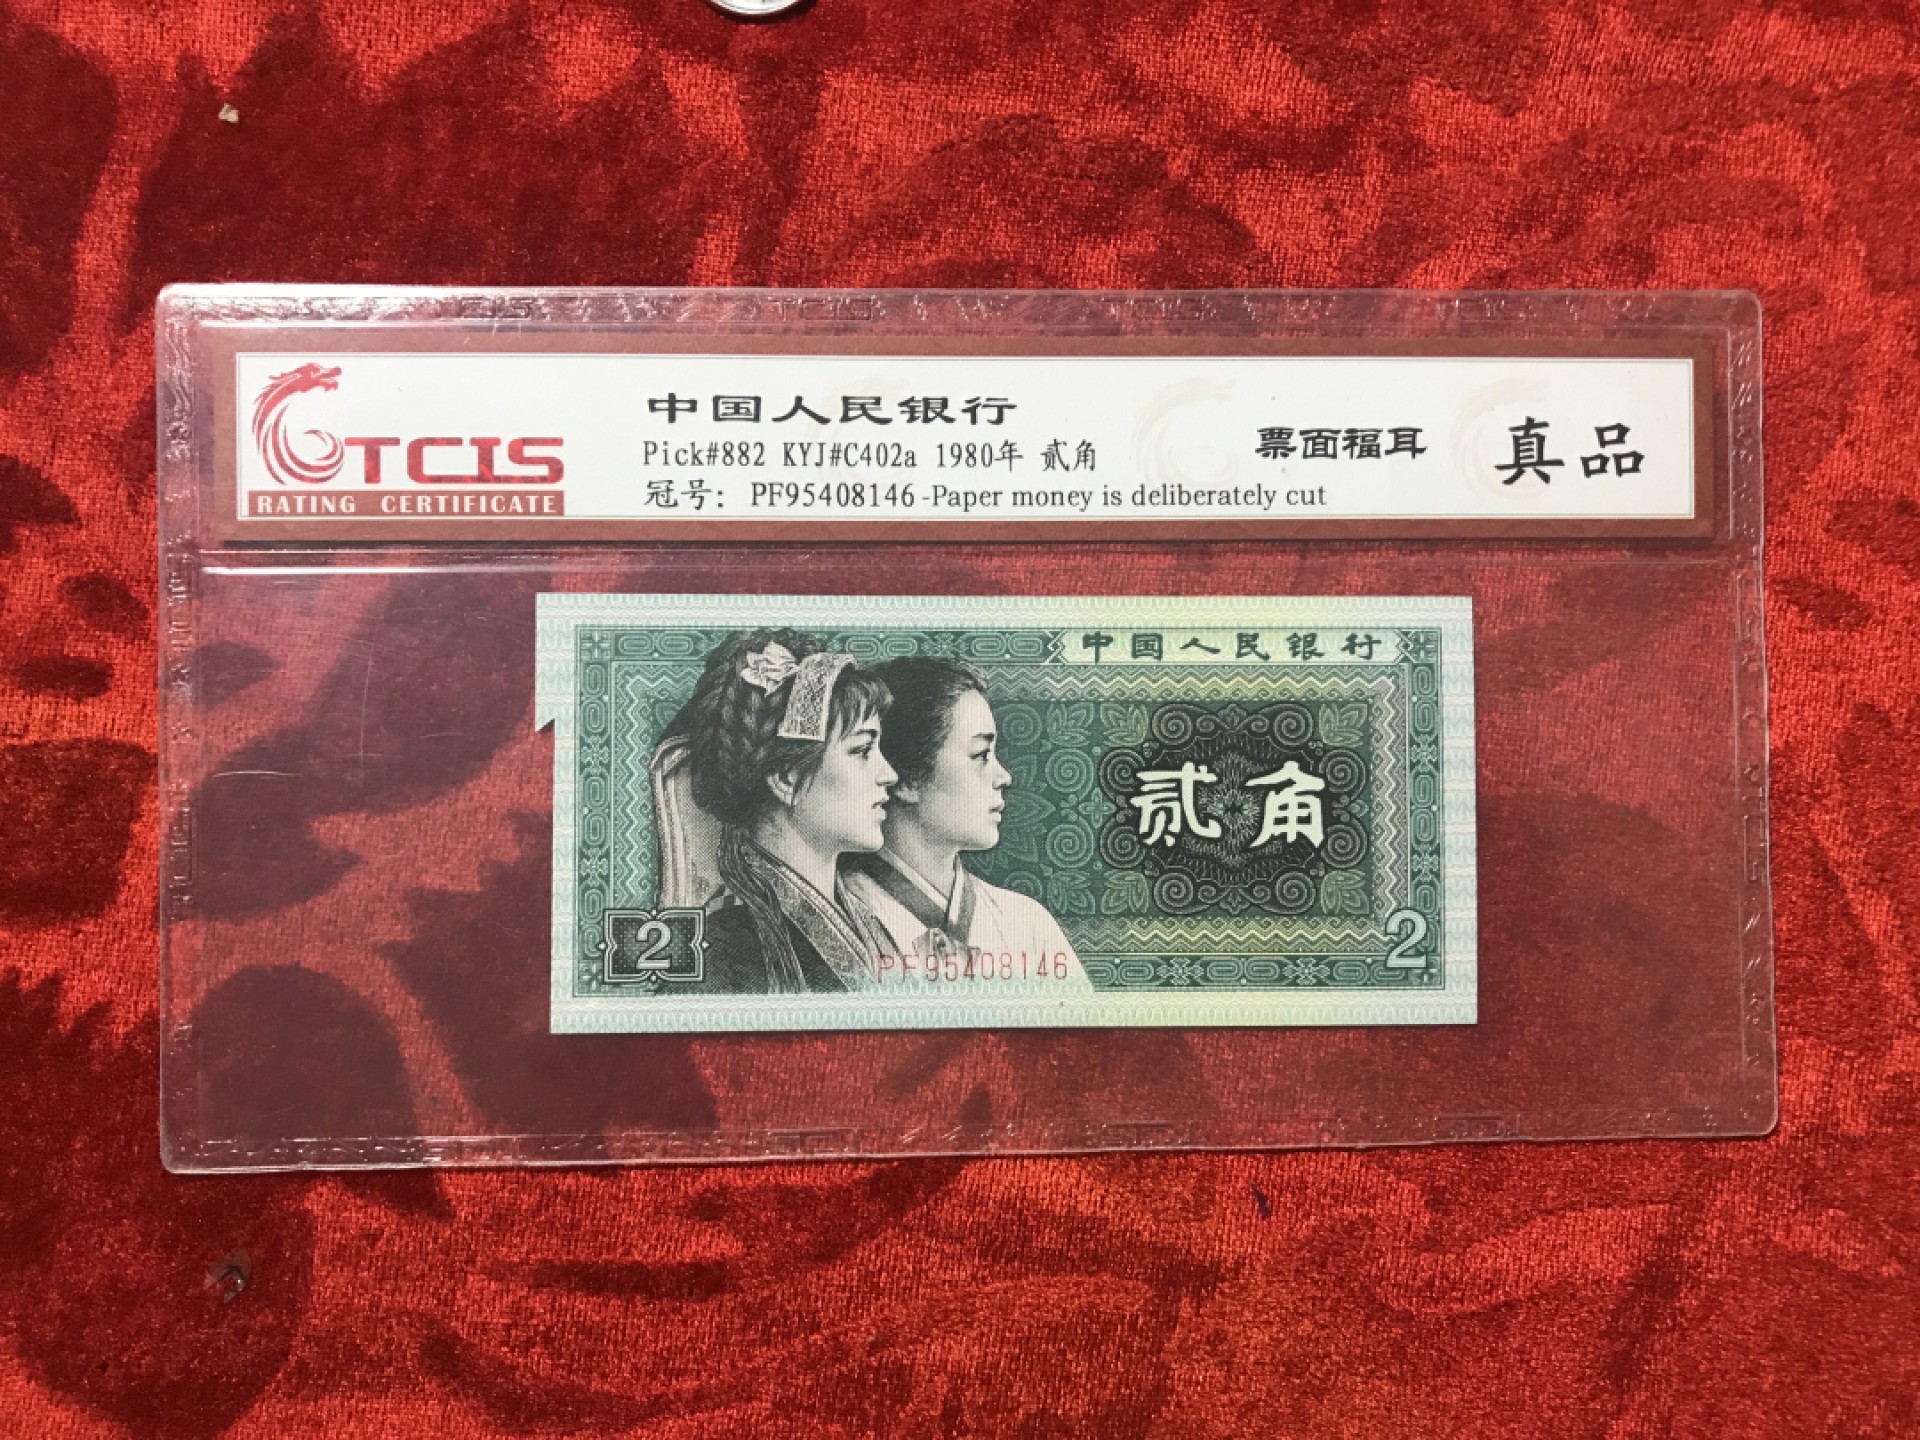 TCIS
RATING CERTIFICATE
中国人民银行
Pick#882 KYJ#C402a 1980年 贰角
冠号: PF95408146-Paper money is deliberately cut
票面福耳
真品
中国人民银行
贰角
2
PF95408146
2